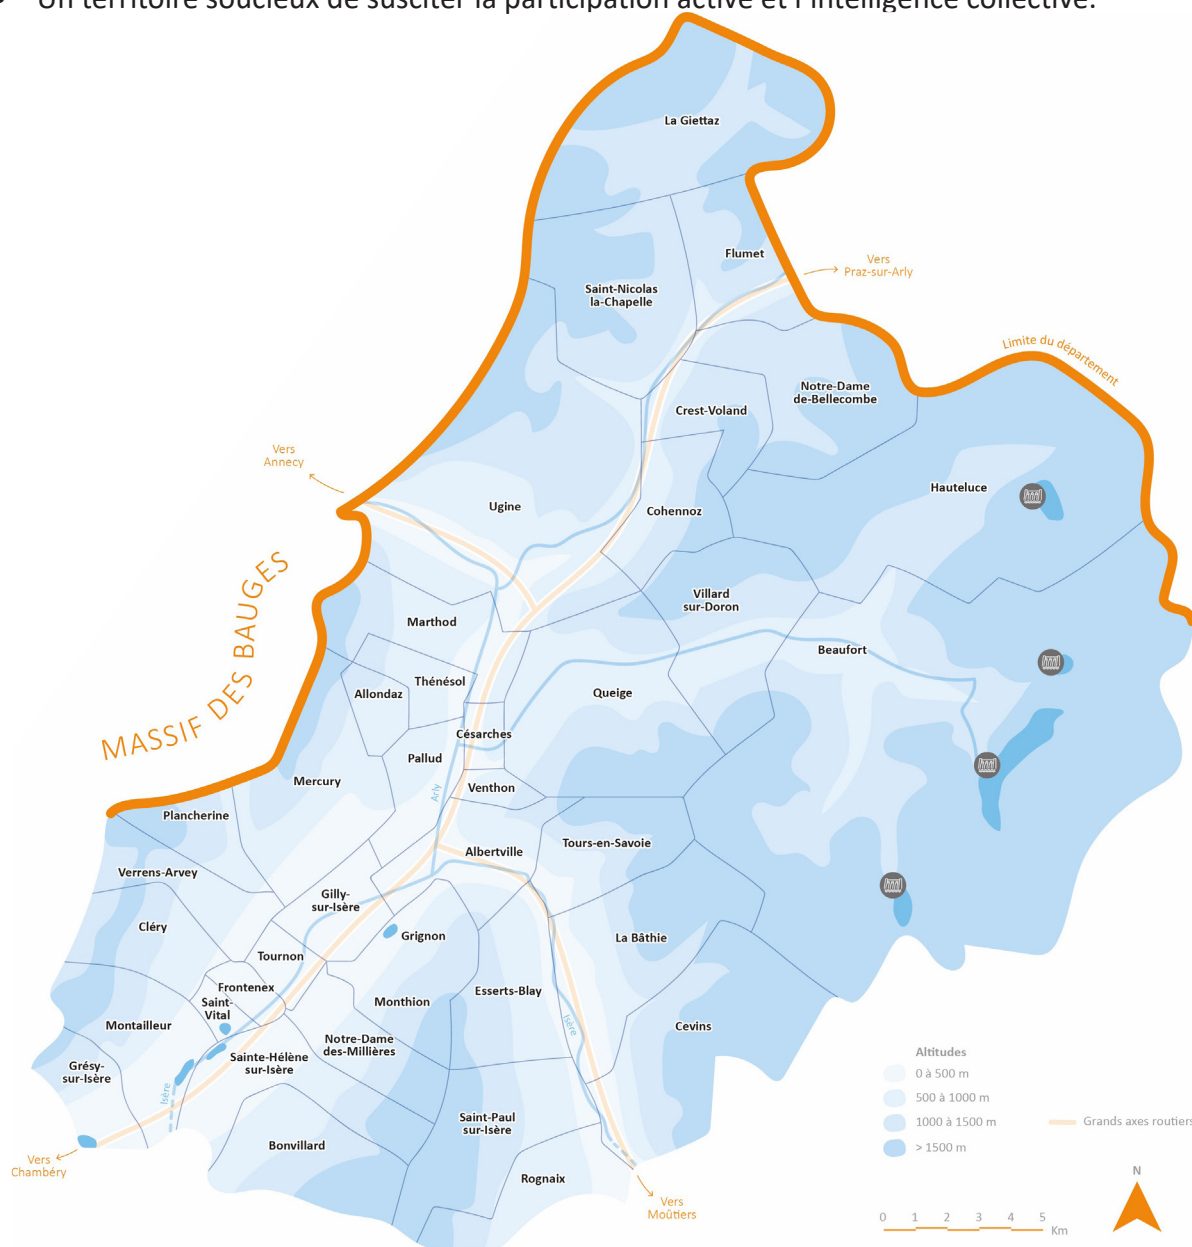 Un territoire soucieux de susciter la participation active et l'intelligence collective.
La Giettaz
Flumet
Vers
Praz-sur-Arly
Saint-Nicolas
la-Chapelle
Limite du département
Notre-Dame
de-Bellecombe
Crest-Voland
Vers
Annecy
Hauteluce
Ugine
Cohennoz
MASSIF DES BAUGES
Villard
sur-Doron
Marthod
Beaufort
Thénésol
Allondaz
Queige
Césarches
Pallud
Mercury
Venthon
Arly
Plancherine
Tours-en-Savoie
Albertville
Verrens-Arvey
Gilly-
sur-Isère
Cléry
Grignon
La Bâthie
Tournon
Frontenex
Esserts-Blay
Saint-
Vital
Monthion
Isère
Montailleur
Cevins
Notre-Dame
des-Millières
Sainte-Hélène
sur-Isère
Grésy-
sur-Isère
Isère
Saint-Paul
sur-Isère
Bonvillard
Vers
Chambéry
Rognaix
Vers
Moûtiers
Altitudes
0 à 500 m
500 à 1000 m
1000 à 1500 m
> 1500 m
Grands axes routiers
N
0 1 2 3 4 5
Km